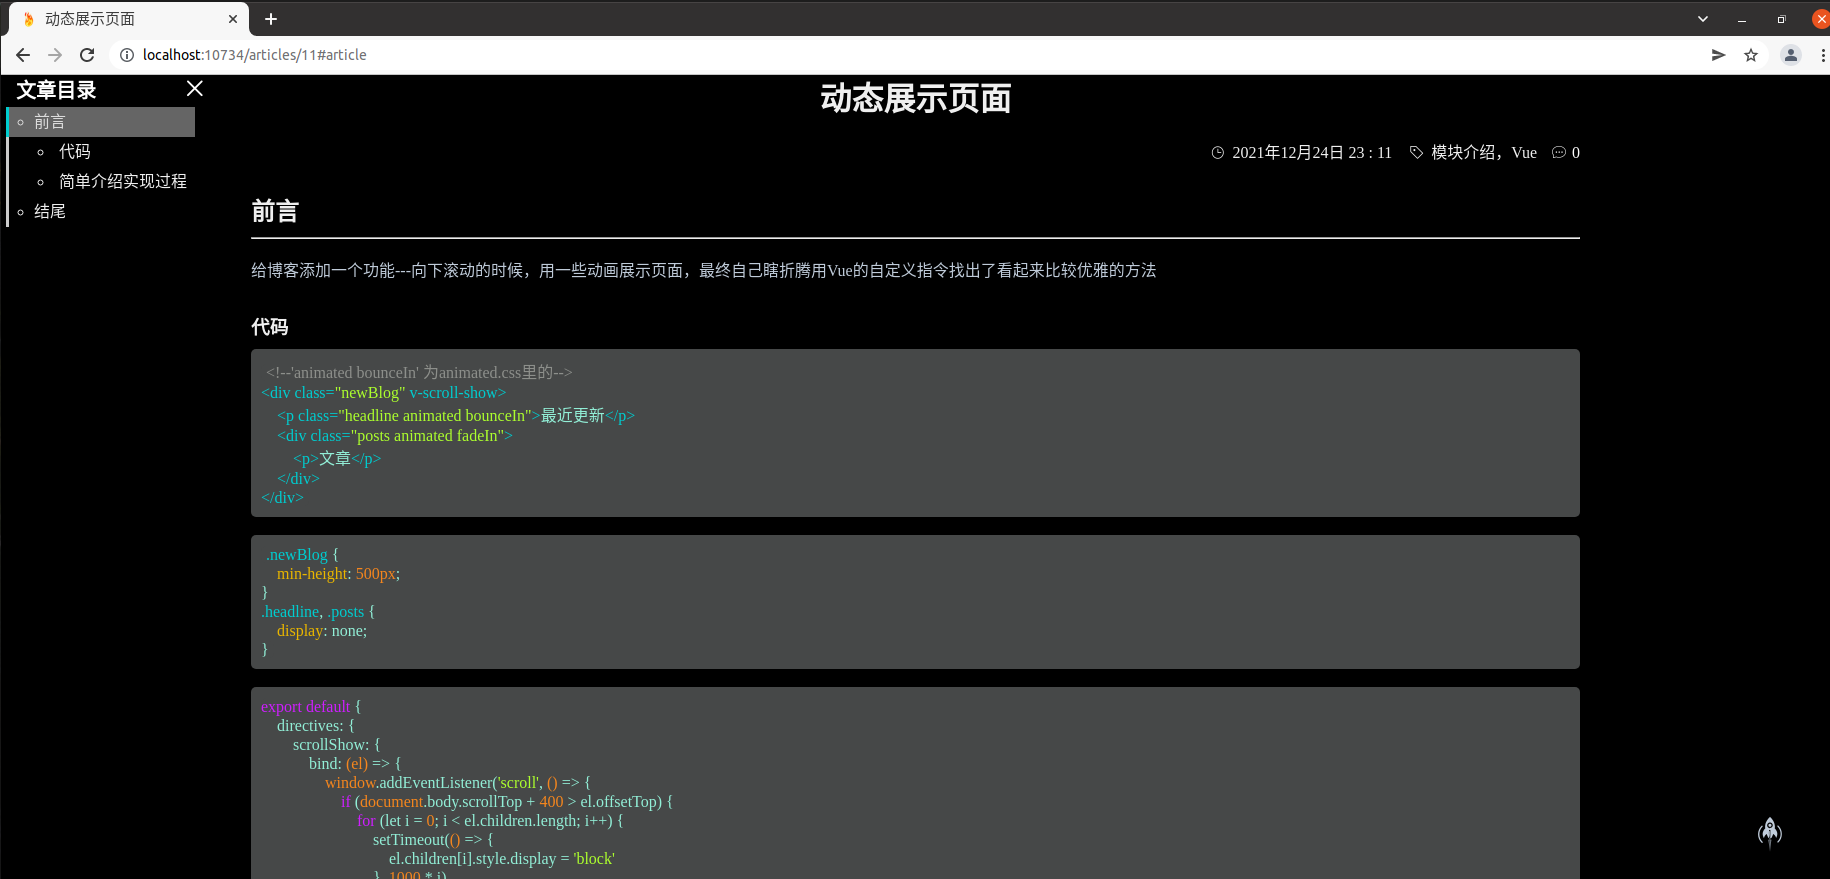 动态展示页面
localhost:10734/articles/11#article
文章目录
前言
代码
简单介绍实现过程
结尾
动态展示页面
2021年12月24日 23 : 11 模块介绍，Vue 0
前言
给博客添加一个功能---向下滚动的时候，用一些动画展示页面，最终自己瞎折腾用Vue的自定义指令找出了看起来比较优雅的方法
代码
<!--'animated bounceIn' 为animated.css里的-->
<div class="newBlog" v-scroll-show>
    <p class="headline animated bounceIn">最近更新</p>
    <div class="posts animated fadeIn">
        <p>文章</p>
    </div>
</div>
.newBlog {
    min-height: 500px;
}
.headline, .posts {
    display: none;
}
export default {
    directives: {
        scrollShow: {
            bind: (el) => {
                window.addEventListener('scroll', () => {
                    if (document.body.scrollTop + 400 > el.offsetTop) {
                        for (let i = 0; i < el.children.length; i++) {
                            setTimeout(() => {
                                el.children[i].style.display = 'block'
                            }, 1000 * i)